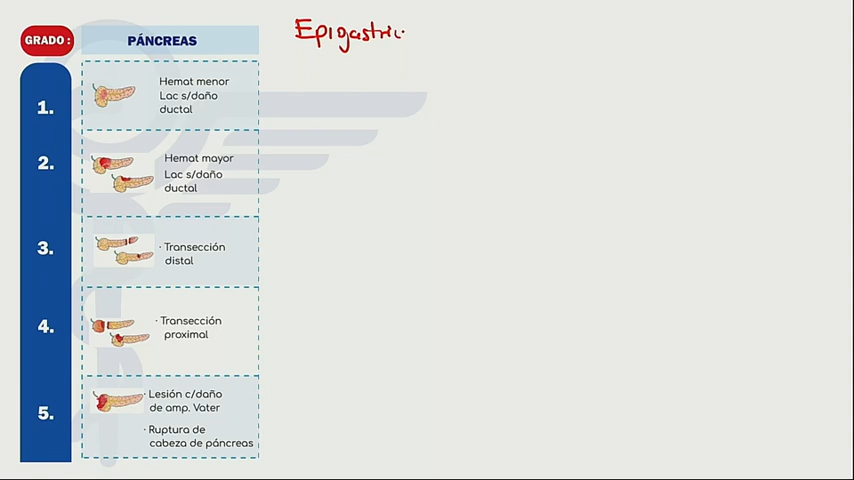 GRADO :
PÁNCREAS
Epigastri
1.
Hemat menor
Lac s/daño
ductal
2.
Hemat mayor
Lac s/daño
ductal
3.
· Transección
distal
4.
· Transección
proximal
5.
· Lesión c/daño
de amp. Vater
· Ruptura de
cabeza de páncreas